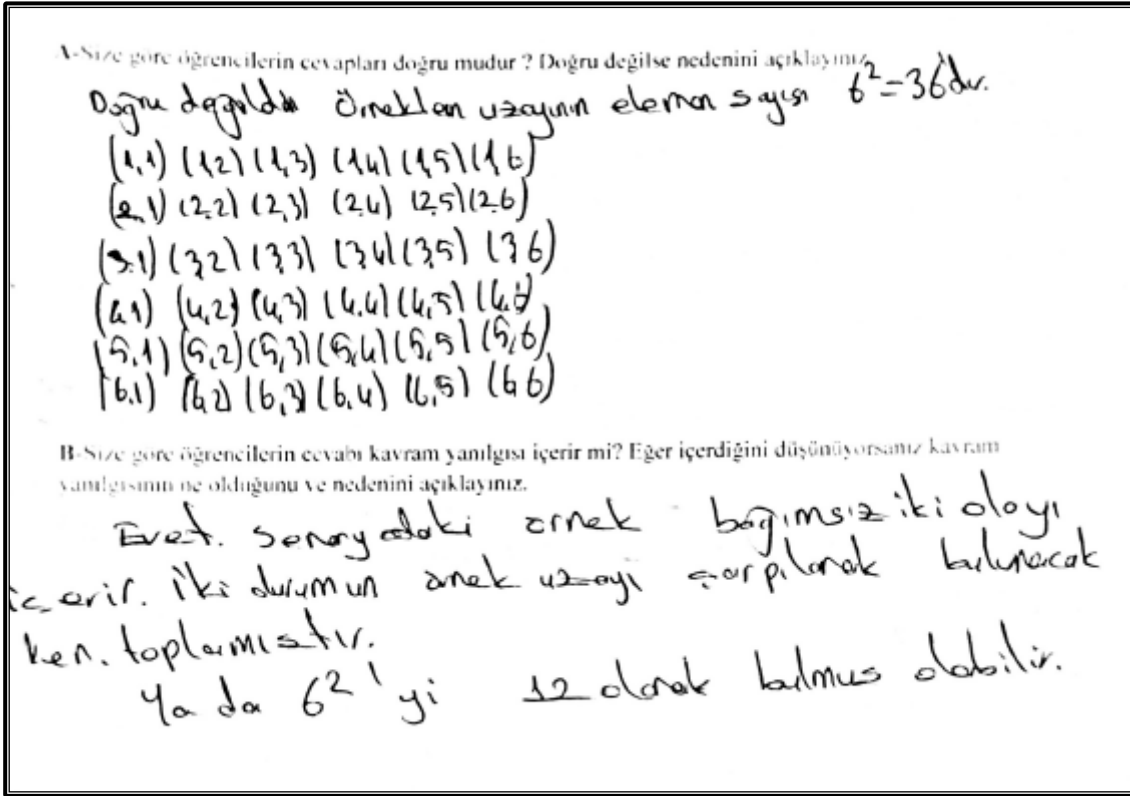 A-Size göre öğrencilerin cevapları doğru mudur ? Doğru değilse nedenini açıklayınız.
Doğru değildir Örneklem uzayının eleman sayısı 6²=36'dır.
(1,1) (1,2) (1,3) (1,4) (1,5) (1,6)
(2,1) (2,2) (2,3) (2,4) (2,5) (2,6)
(3,1) (3,2) (3,3) (3,4) (3,5) (3,6)
(4,1) (4,2) (4,3) (4,4) (4,5) (4,6)
(5,1) (5,2) (5,3) (5,4) (5,5) (5,6)
(6,1) (6,2) (6,3) (6,4) (6,5) (6,6)
B-Size göre öğrencilerin cevabı kavram yanılgısı içerir mi? Eğer içerdiğini düşünüyorsanız kavram
yanılgısının ne olduğunu ve nedenini açıklayınız.
Evet. Senaryodaki örnek bağımsız iki olayı
içerir. İki durumun örnek uzayı çarpılarak bulunacak
ken. toplamıştır.
Ya da 6²'yi 12 olarak bulmuş olabilir.